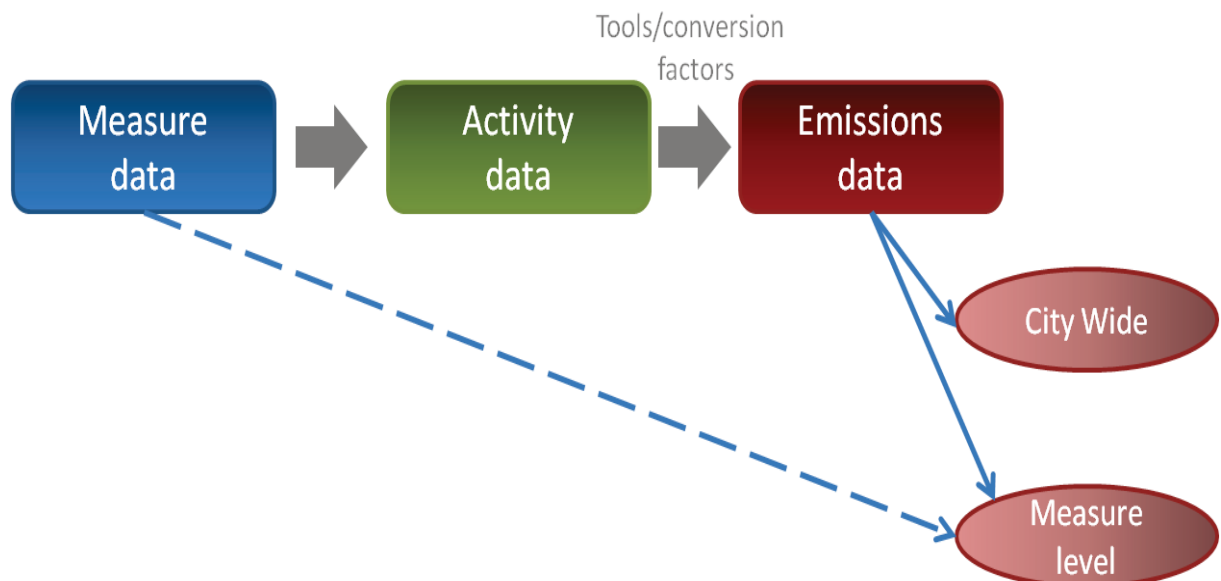 Tools/conversion
factors
Measure
data
Activity
data
Emissions
data
City Wide
Measure
level